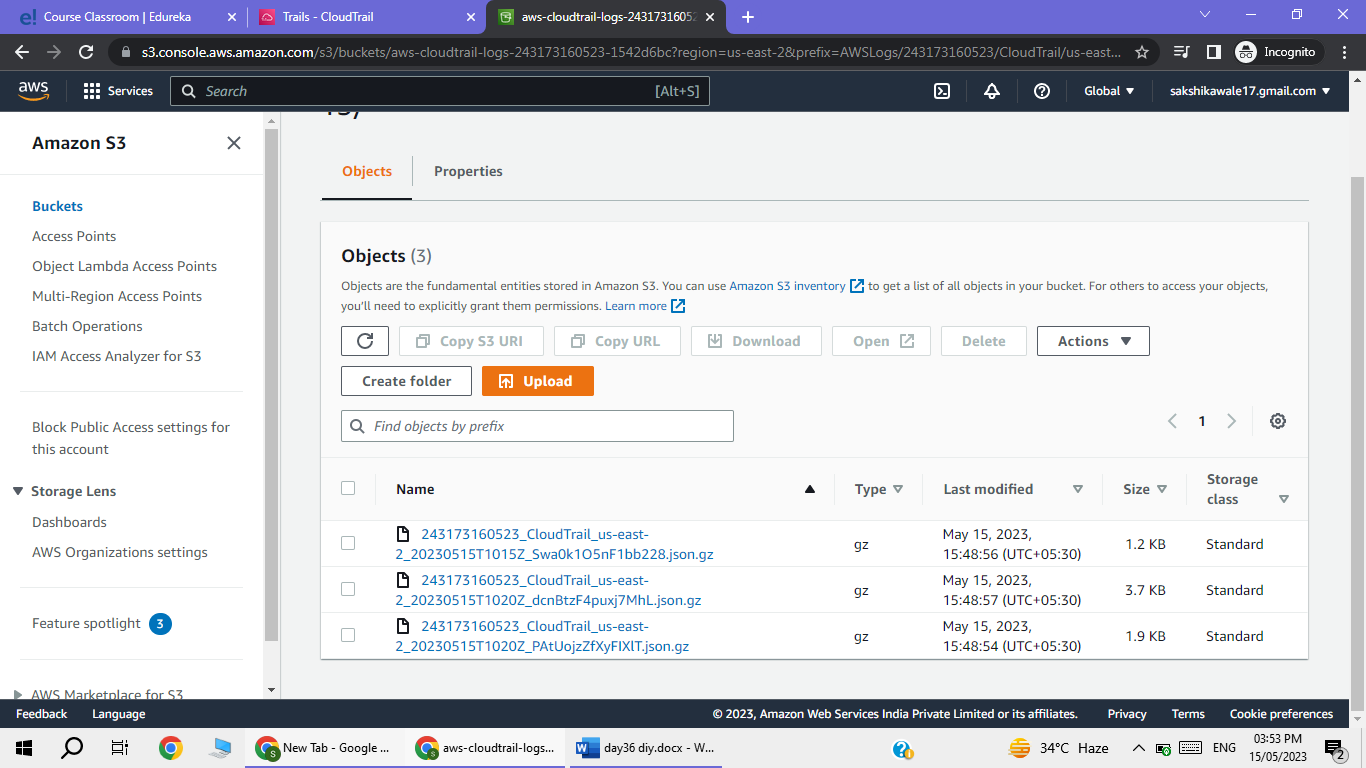 Course Classroom | Edureka
Trails - CloudTrail
aws-cloudtrail-logs-24317316052
s3.console.aws.amazon.com/s3/buckets/aws-cloudtrail-logs-243173160523-1542d6bc?region=us-east-2&prefix=AWSLogs/243173160523/CloudTrail/us-east...
Incognito
aws
Services
Search
[Alt+S]
Global
sakshikawale17.gmail.com
Amazon S3
Buckets
Access Points
Object Lambda Access Points
Multi-Region Access Points
Batch Operations
IAM Access Analyzer for S3
Block Public Access settings for
this account
Storage Lens
Dashboards
AWS Organizations settings
Feature spotlight 3
AWS Marketplace for S3
15/
Objects
Properties
Objects (3)
Objects are the fundamental entities stored in Amazon S3. You can use Amazon S3 inventory to get a list of all objects in your bucket. For others to access your objects,
you'll need to explicitly grant them permissions. Learn more
Copy S3 URI
Copy URL
Download
Open
Delete
Actions
Create folder
Upload
Find objects by prefix
1
Name
Type
Last modified
Size
Storage
class
243173160523_CloudTrail_us-east-
2_20230515T1015Z_Swa0k1O5nF1bb228.json.gz
gz
May 15, 2023,
15:48:56 (UTC+05:30)
1.2 KB
Standard
243173160523_CloudTrail_us-east-
2_20230515T1020Z_dcnBtzF4puxj7MhL.json.gz
gz
May 15, 2023,
15:48:57 (UTC+05:30)
3.7 KB
Standard
243173160523_CloudTrail_us-east-
2_20230515T1020Z_PAtUojzZfXyFIXIT.json.gz
gz
May 15, 2023,
15:48:54 (UTC+05:30)
1.9 KB
Standard
Feedback
Language
© 2023, Amazon Web Services India Private Limited or its affiliates.
Privacy
Terms
Cookie preferences
New Tab - Google ...
aws-cloudtrail-logs...
day36 diy.docx - W...
34°C Haze
ENG
03:53 PM
15/05/2023
2